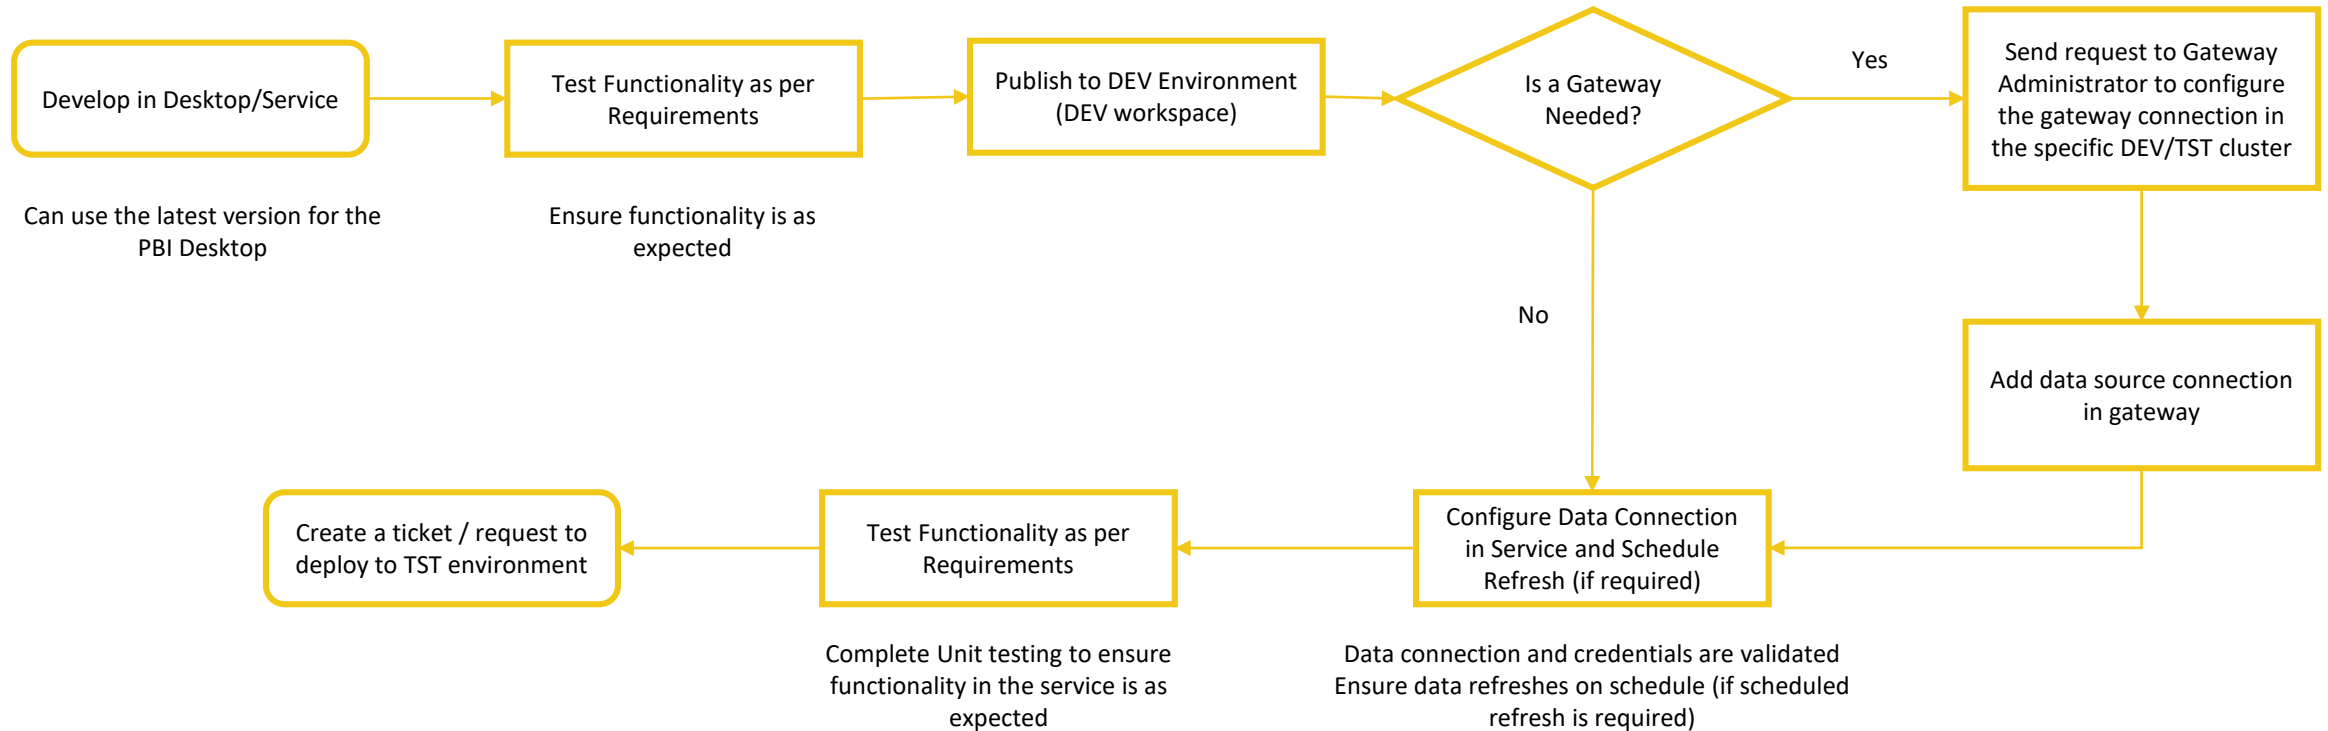 Develop in Desktop/Service
Can use the latest version for the
PBI Desktop
Test Functionality as per
Requirements
Ensure functionality is as
expected
Publish to DEV Environment
(DEV workspace)
Is a Gateway
Needed?
Yes
Send request to Gateway
Administrator to configure
the gateway connection in
the specific DEV/TST cluster
Add data source connection
in gateway
No
Configure Data Connection
in Service and Schedule
Refresh (if required)
Data connection and credentials are validated
Ensure data refreshes on schedule (if scheduled
refresh is required)
Test Functionality as per
Requirements
Complete Unit testing to ensure
functionality in the service is as
expected
Create a ticket / request to
deploy to TST environment